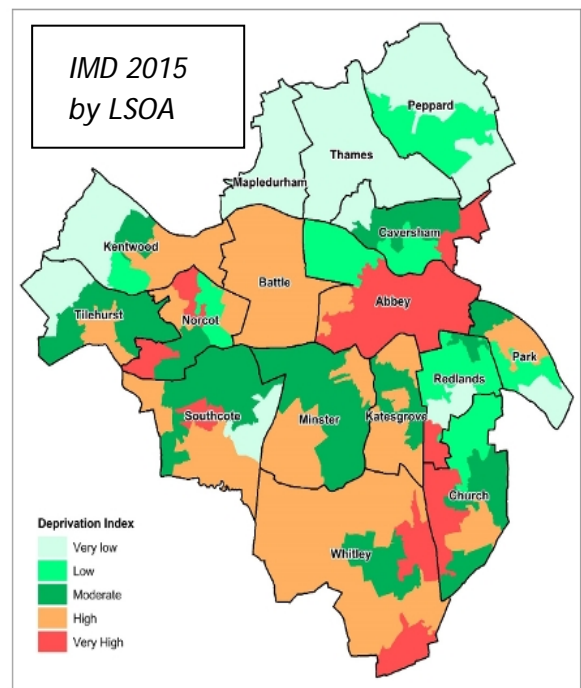 IMD 2015
by LSOA
Peppard
Thames
Mapledurham
Caversham
Kentwood
Battle
Abbey
Tilehurst
Norcot
Park
Redlands
Southcote
Minster
Katesgrove
Church
Whitley
Deprivation Index
Very low
Low
Moderate
High
Very High